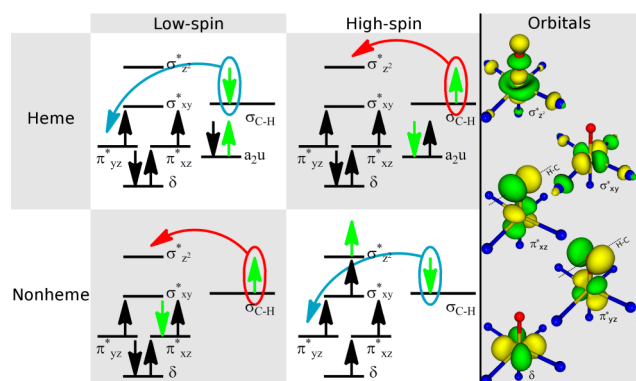 Low-spin
High-spin
Orbitals
Heme
σ*z²
σ*xy
σC-H
π*yz
π*xz
a₂u
δ
σ*z²
σ*xy
σC-H
π*yz
π*xz
a₂u
δ
Nonheme
σ*z²
σ*xy
σC-H
π*yz
π*xz
δ
σ*z²
σ*xy
σC-H
π*yz
π*xz
δ
σ*z²
H-C
σ*xy
π*xz
H-C
π*yz
δ